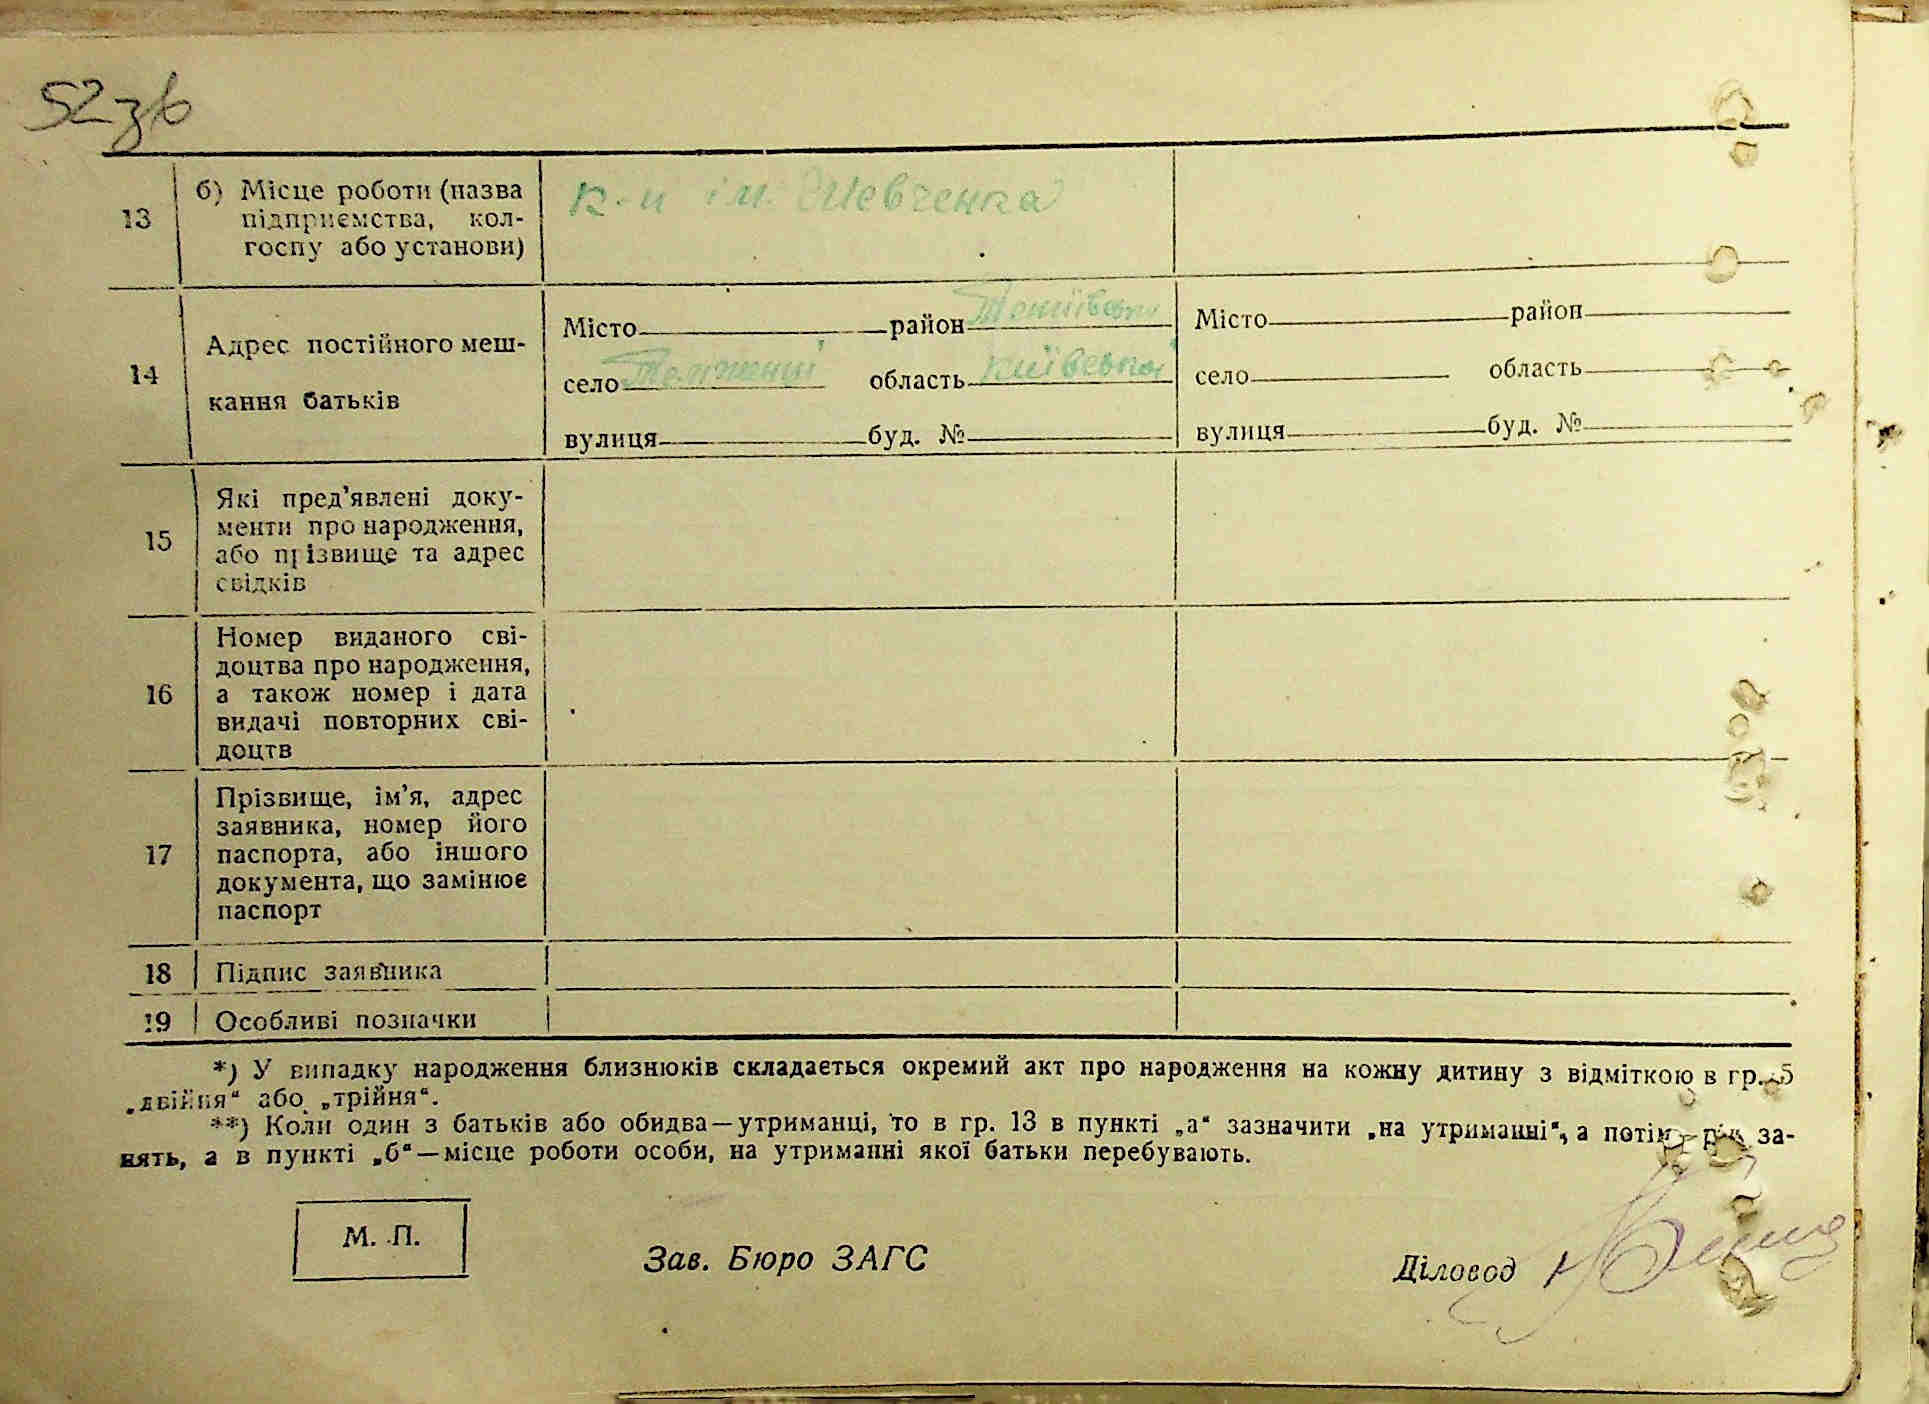 52 зв
13
б) Місце роботи (назва
підприємства, кол-
госпу або установи)
к-п ім. Шевченка
14
Адрес постійного меш-
кання батьків
Місто район
село область Київська
вулиця буд. №
Місто район
село область
вулиця буд. №
15
Які пред’явлені доку-
менти про народження,
або прізвище та адрес
свідків
16
Номер виданого сві-
доцтва про народження,
а також номер і дата
видачі повторних сві-
доцтв
17
Прізвище, ім’я, адрес
заявника, номер його
паспорта, або іншого
документа, що замінює
паспорт
18 Підпис заявника
19 Особливі позначки
*) У випадку народження близнюків складається окремий акт про народження на кожну дитину з відміткою в гр. 5
„двійня“ або „трійня“.
**) Коли один з батьків або обидва—утриманці, то в гр. 13 в пункті „а“ зазначити „на утриманні“, а потім за-
нять, а в пункті „б“—місце роботи особи, на утриманні якої батьки перебувають.
М. П.
Зав. Бюро ЗАГС
Діловод